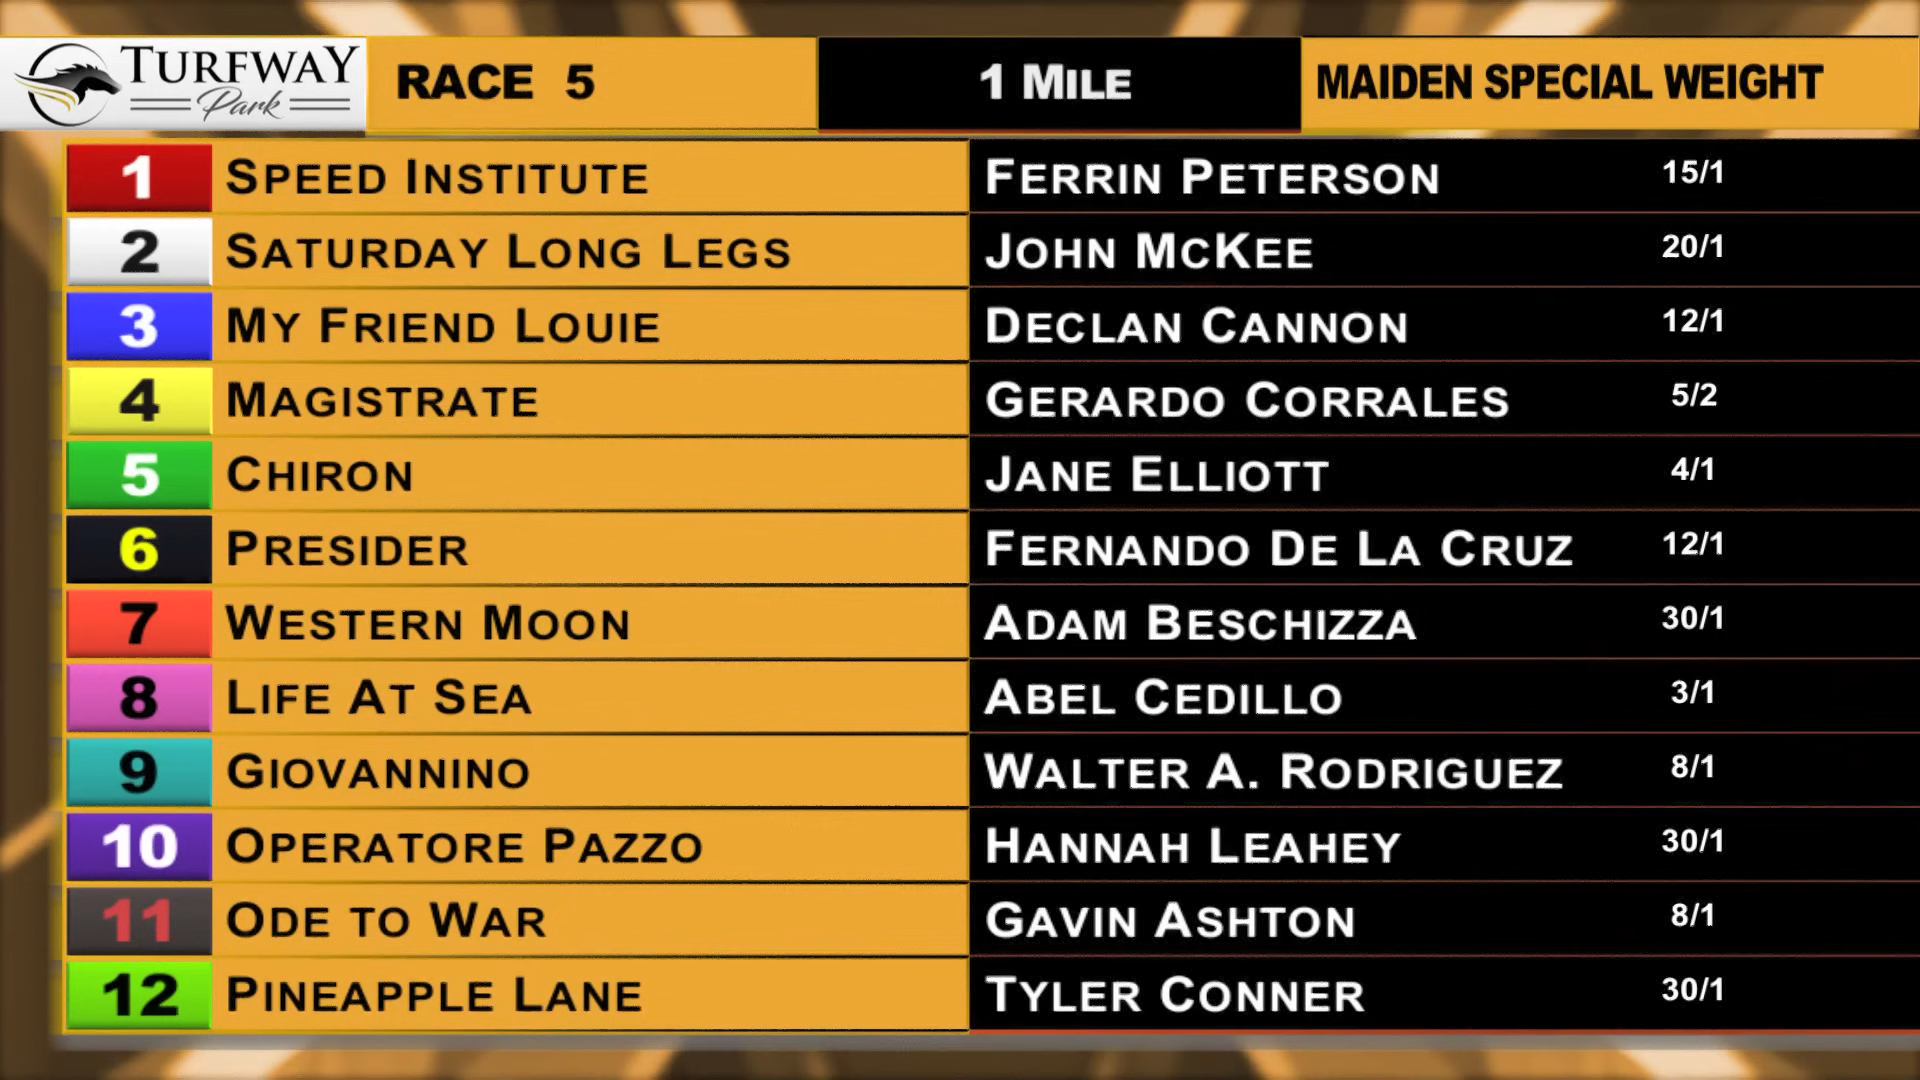 TURFWAY
Park
RACE 5
1 MILE
MAIDEN SPECIAL WEIGHT
1 SPEED INSTITUTE FERRIN PETERSON 15/1
2 SATURDAY LONG LEGS JOHN MCKEE 20/1
3 MY FRIEND LOUIE DECLAN CANNON 12/1
4 MAGISTRATE GERARDO CORRALES 5/2
5 CHIRON JANE ELLIOTT 4/1
6 PRESIDER FERNANDO DE LA CRUZ 12/1
7 WESTERN MOON ADAM BESCHIZZA 30/1
8 LIFE AT SEA ABEL CEDILLO 3/1
9 GIOVANNINO WALTER A. RODRIGUEZ 8/1
10 OPERATORE PAZZO HANNAH LEAHEY 30/1
11 ODE TO WAR GAVIN ASHTON 8/1
12 PINEAPPLE LANE TYLER CONNER 30/1